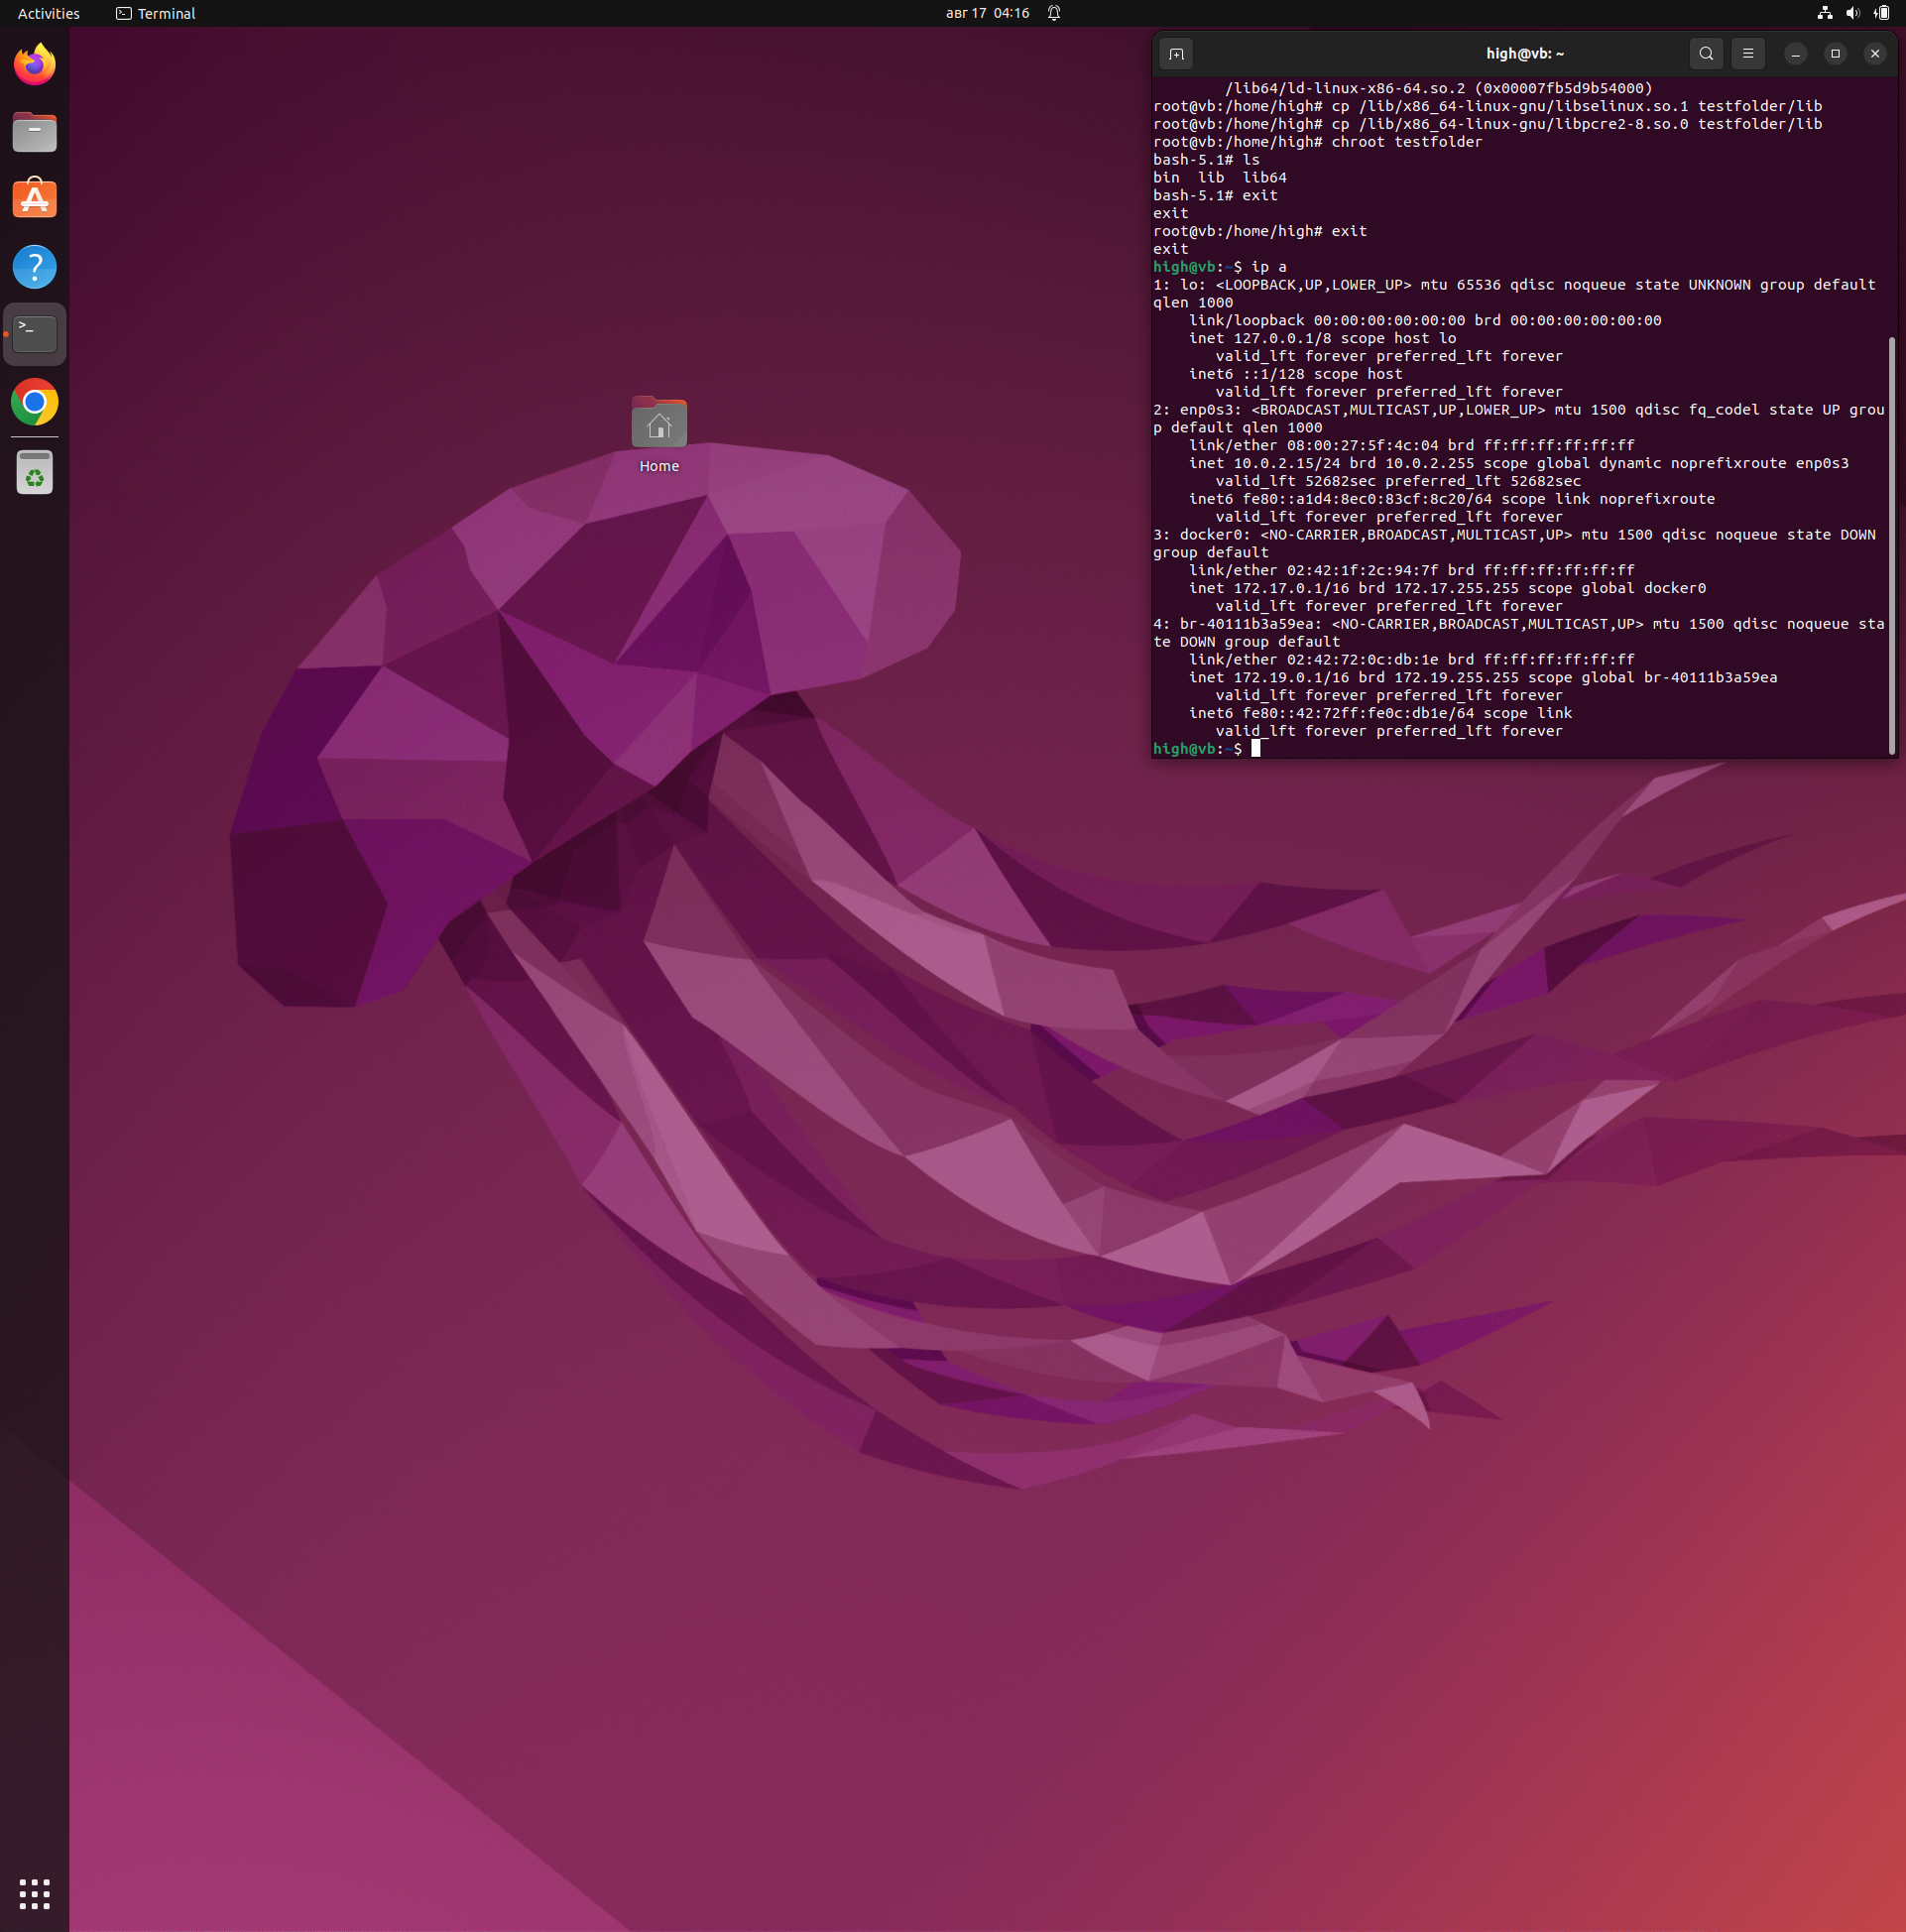 Activities
Terminal
авг 17 04:16
high@vb: ~
/lib64/ld-linux-x86-64.so.2 (0x00007fb5d9b54000)
root@vb:/home/high# cp /lib/x86_64-linux-gnu/libselinux.so.1 testfolder/lib
root@vb:/home/high# cp /lib/x86_64-linux-gnu/libpcre2-8.so.0 testfolder/lib
root@vb:/home/high# chroot testfolder
bash-5.1# ls
bin  lib  lib64
bash-5.1# exit
exit
root@vb:/home/high# exit
exit
high@vb:~$ ip a
1: lo: <LOOPBACK,UP,LOWER_UP> mtu 65536 qdisc noqueue state UNKNOWN group default
qlen 1000
link/loopback 00:00:00:00:00:00 brd 00:00:00:00:00:00
inet 127.0.0.1/8 scope host lo
valid_lft forever preferred_lft forever
inet6 ::1/128 scope host
valid_lft forever preferred_lft forever
2: enp0s3: <BROADCAST,MULTICAST,UP,LOWER_UP> mtu 1500 qdisc fq_codel state UP grou
p default qlen 1000
link/ether 08:00:27:5f:4c:04 brd ff:ff:ff:ff:ff:ff
inet 10.0.2.15/24 brd 10.0.2.255 scope global dynamic noprefixroute enp0s3
valid_lft 52682sec preferred_lft 52682sec
inet6 fe80::a1d4:8ec0:83cf:8c20/64 scope link noprefixroute
valid_lft forever preferred_lft forever
3: docker0: <NO-CARRIER,BROADCAST,MULTICAST,UP> mtu 1500 qdisc noqueue state DOWN
group default
link/ether 02:42:1f:2c:94:7f brd ff:ff:ff:ff:ff:ff
inet 172.17.0.1/16 brd 172.17.255.255 scope global docker0
valid_lft forever preferred_lft forever
4: br-40111b3a59ea: <NO-CARRIER,BROADCAST,MULTICAST,UP> mtu 1500 qdisc noqueue sta
te DOWN group default
link/ether 02:42:72:0c:db:1e brd ff:ff:ff:ff:ff:ff
inet 172.19.0.1/16 brd 172.19.255.255 scope global br-40111b3a59ea
valid_lft forever preferred_lft forever
inet6 fe80::42:72ff:fe0c:db1e/64 scope link
valid_lft forever preferred_lft forever
high@vb:~$
Home